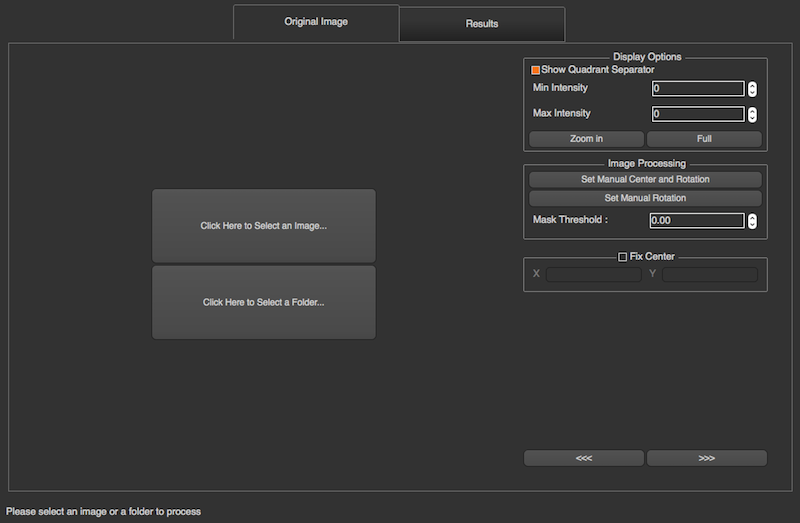 Original Image
Results
Display Options
Show Quadrant Separator
Min Intensity 0
Max Intensity 0
Zoom in Full
Image Processing
Set Manual Center and Rotation
Set Manual Rotation
Mask Threshold : 0.00
Fix Center
X Y
Click Here to Select an Image...
Click Here to Select a Folder...
<<< >>>
Please select an image or a folder to process